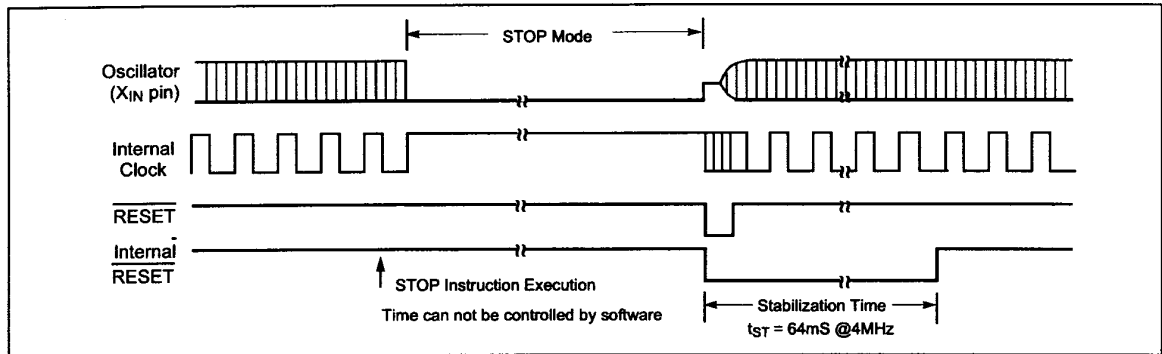 STOP Mode
Oscillator
(XIN pin)
Internal
Clock
RESET
Internal
RESET
STOP Instruction Execution
Time can not be controlled by software
Stabilization Time
tST = 64mS @4MHz